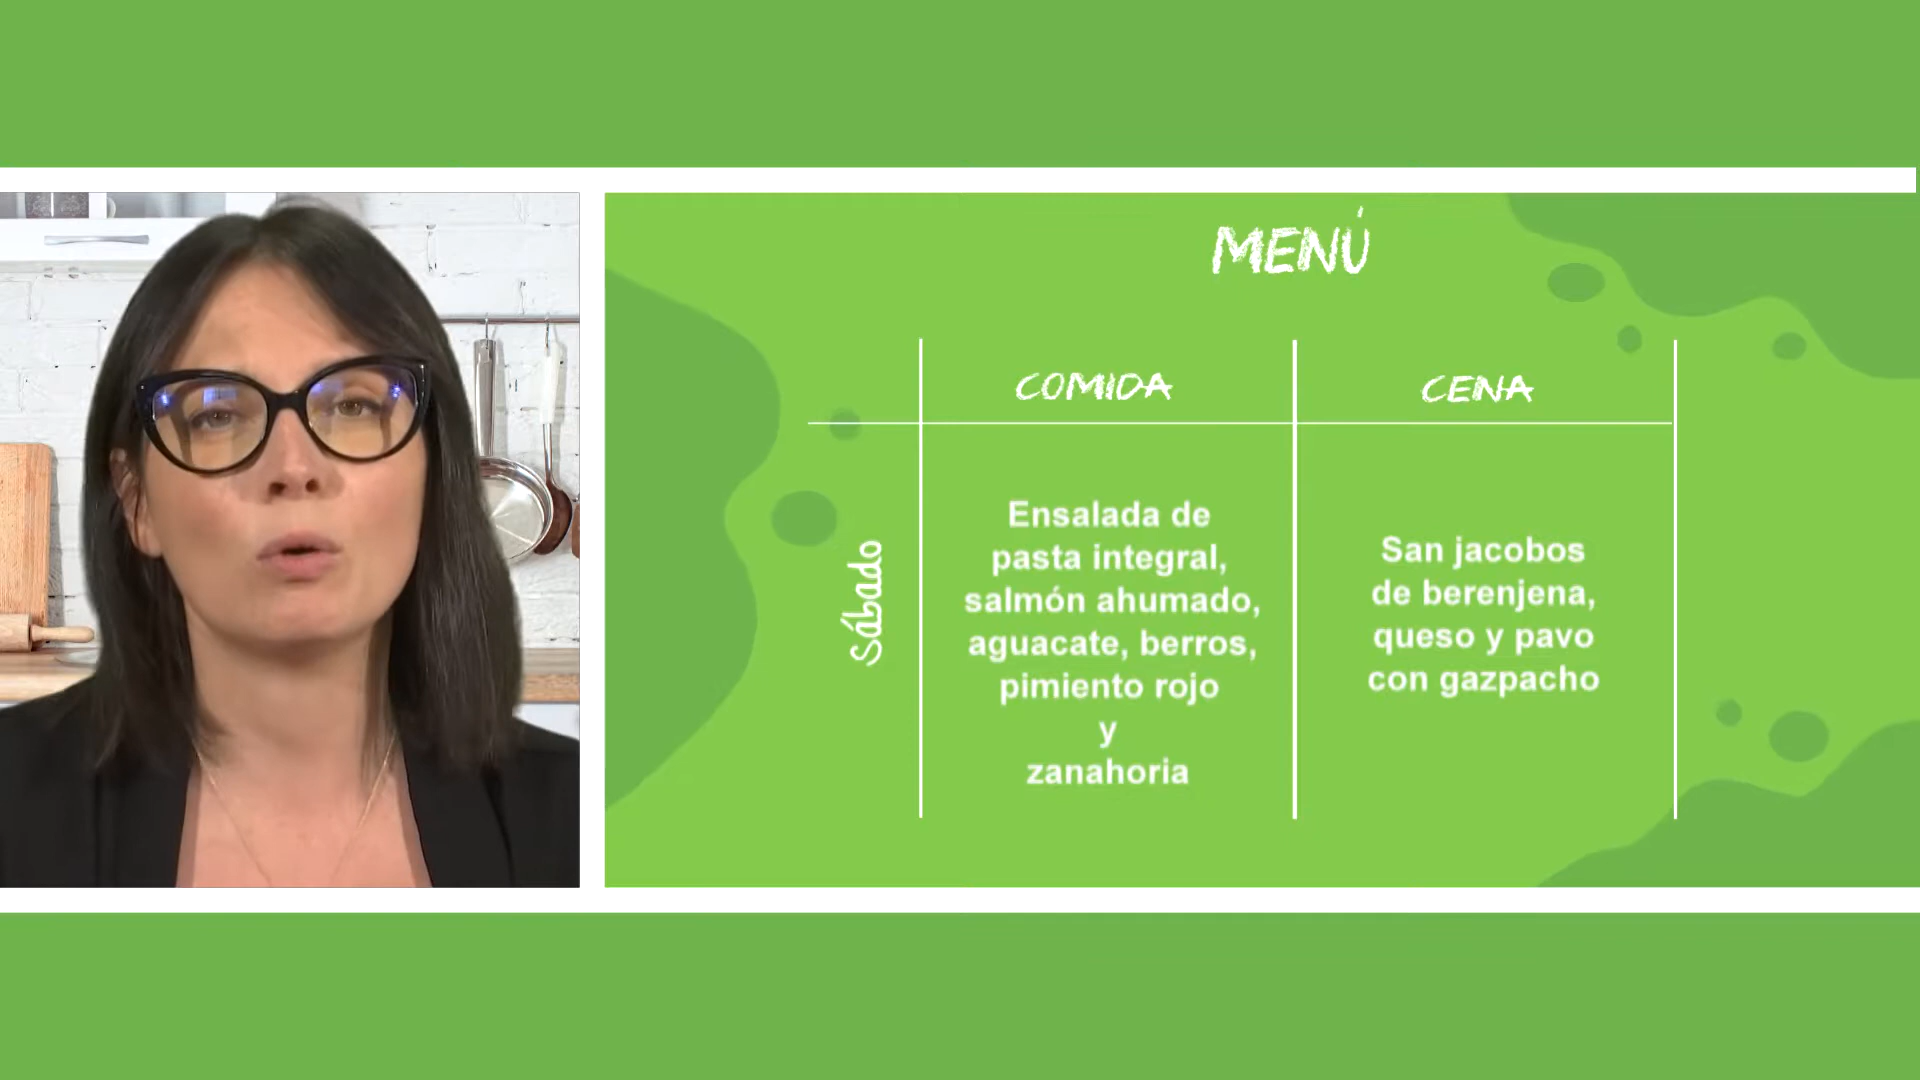 MENÚ
COMIDA
CENA
Sábado
Ensalada de
pasta integral,
salmón ahumado,
aguacate, berros,
pimiento rojo
y
zanahoria
San jacobos
de berenjena,
queso y pavo
con gazpacho